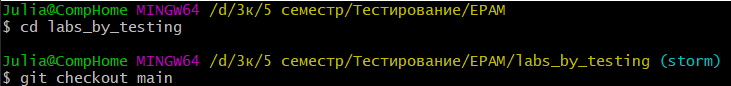 Julia@CompHome MINGW64 /d/3к/5 семестр/Тестирование/EPAM
$ cd labs_by_testing
Julia@CompHome MINGW64 /d/3к/5 семестр/Тестирование/EPAM/labs_by_testing (storm)
$ git checkout main